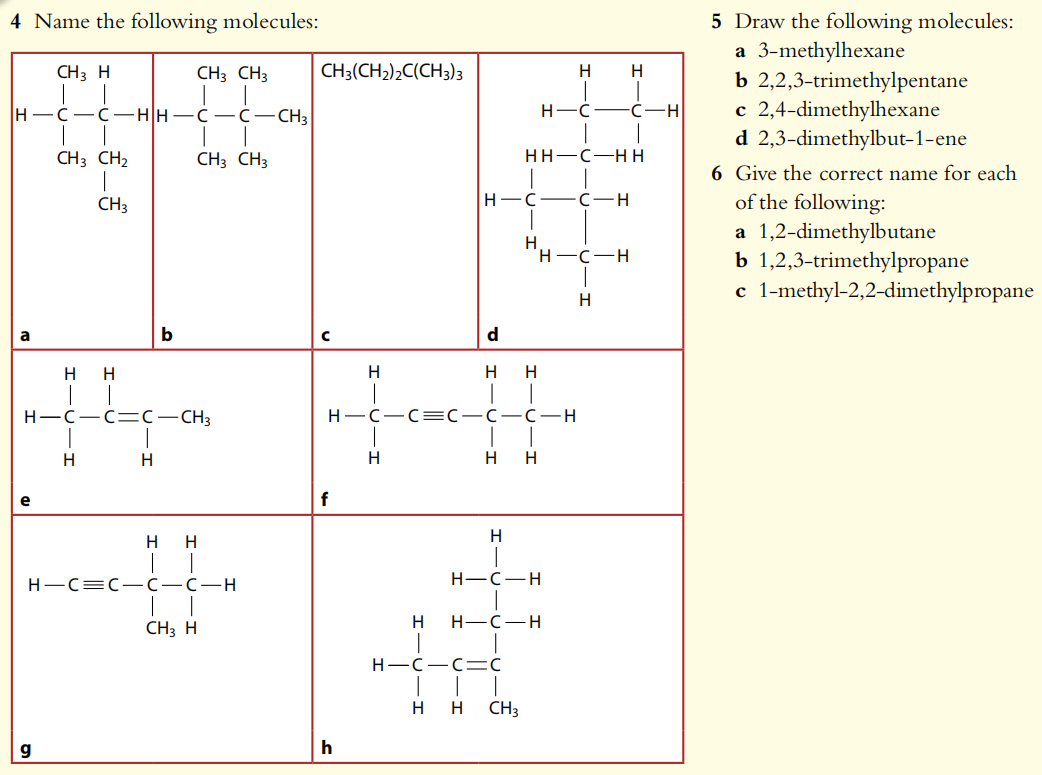 4 Name the following molecules:
CH₃ H
H—C—C—H
CH₃ CH₂
CH₃
a
CH₃ CH₃
H—C—C—CH₃
CH₃ CH₃
b
CH₃(CH₂)₂C(CH₃)₃
c
H H
H—C—C—H
H H—C—H H
H—C—C—H
H
H—C—H
H
d
H H
H—C—C=C—CH₃
H H
e
H H H
H—C—C≡C—C—C—H
H H H
f
H H
H—C≡C—C—C—H
CH₃ H
g
H
H—C—H
H H—C—H
H—C—C=C
H H CH₃
h
5 Draw the following molecules:
a 3-methylhexane
b 2,2,3-trimethylpentane
c 2,4-dimethylhexane
d 2,3-dimethylbut-1-ene
6 Give the correct name for each
of the following:
a 1,2-dimethylbutane
b 1,2,3-trimethylpropane
c 1-methyl-2,2-dimethylpropane